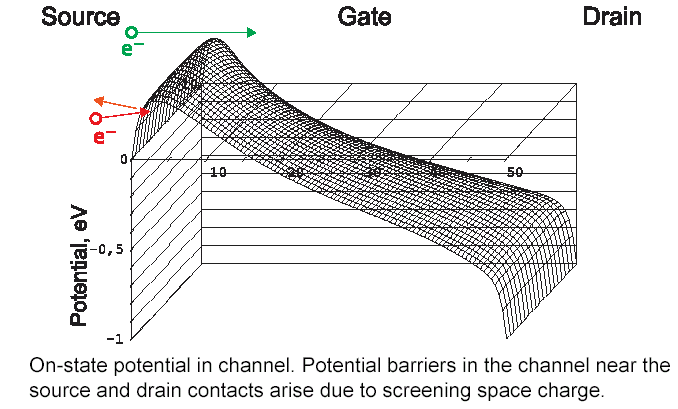 Source Gate Drain
e⁻
e⁻
0 10 20 30 40 50
Potential, eV
-0,5
-1
On-state potential in channel. Potential barriers in the channel near the
source and drain contacts arise due to screening space charge.